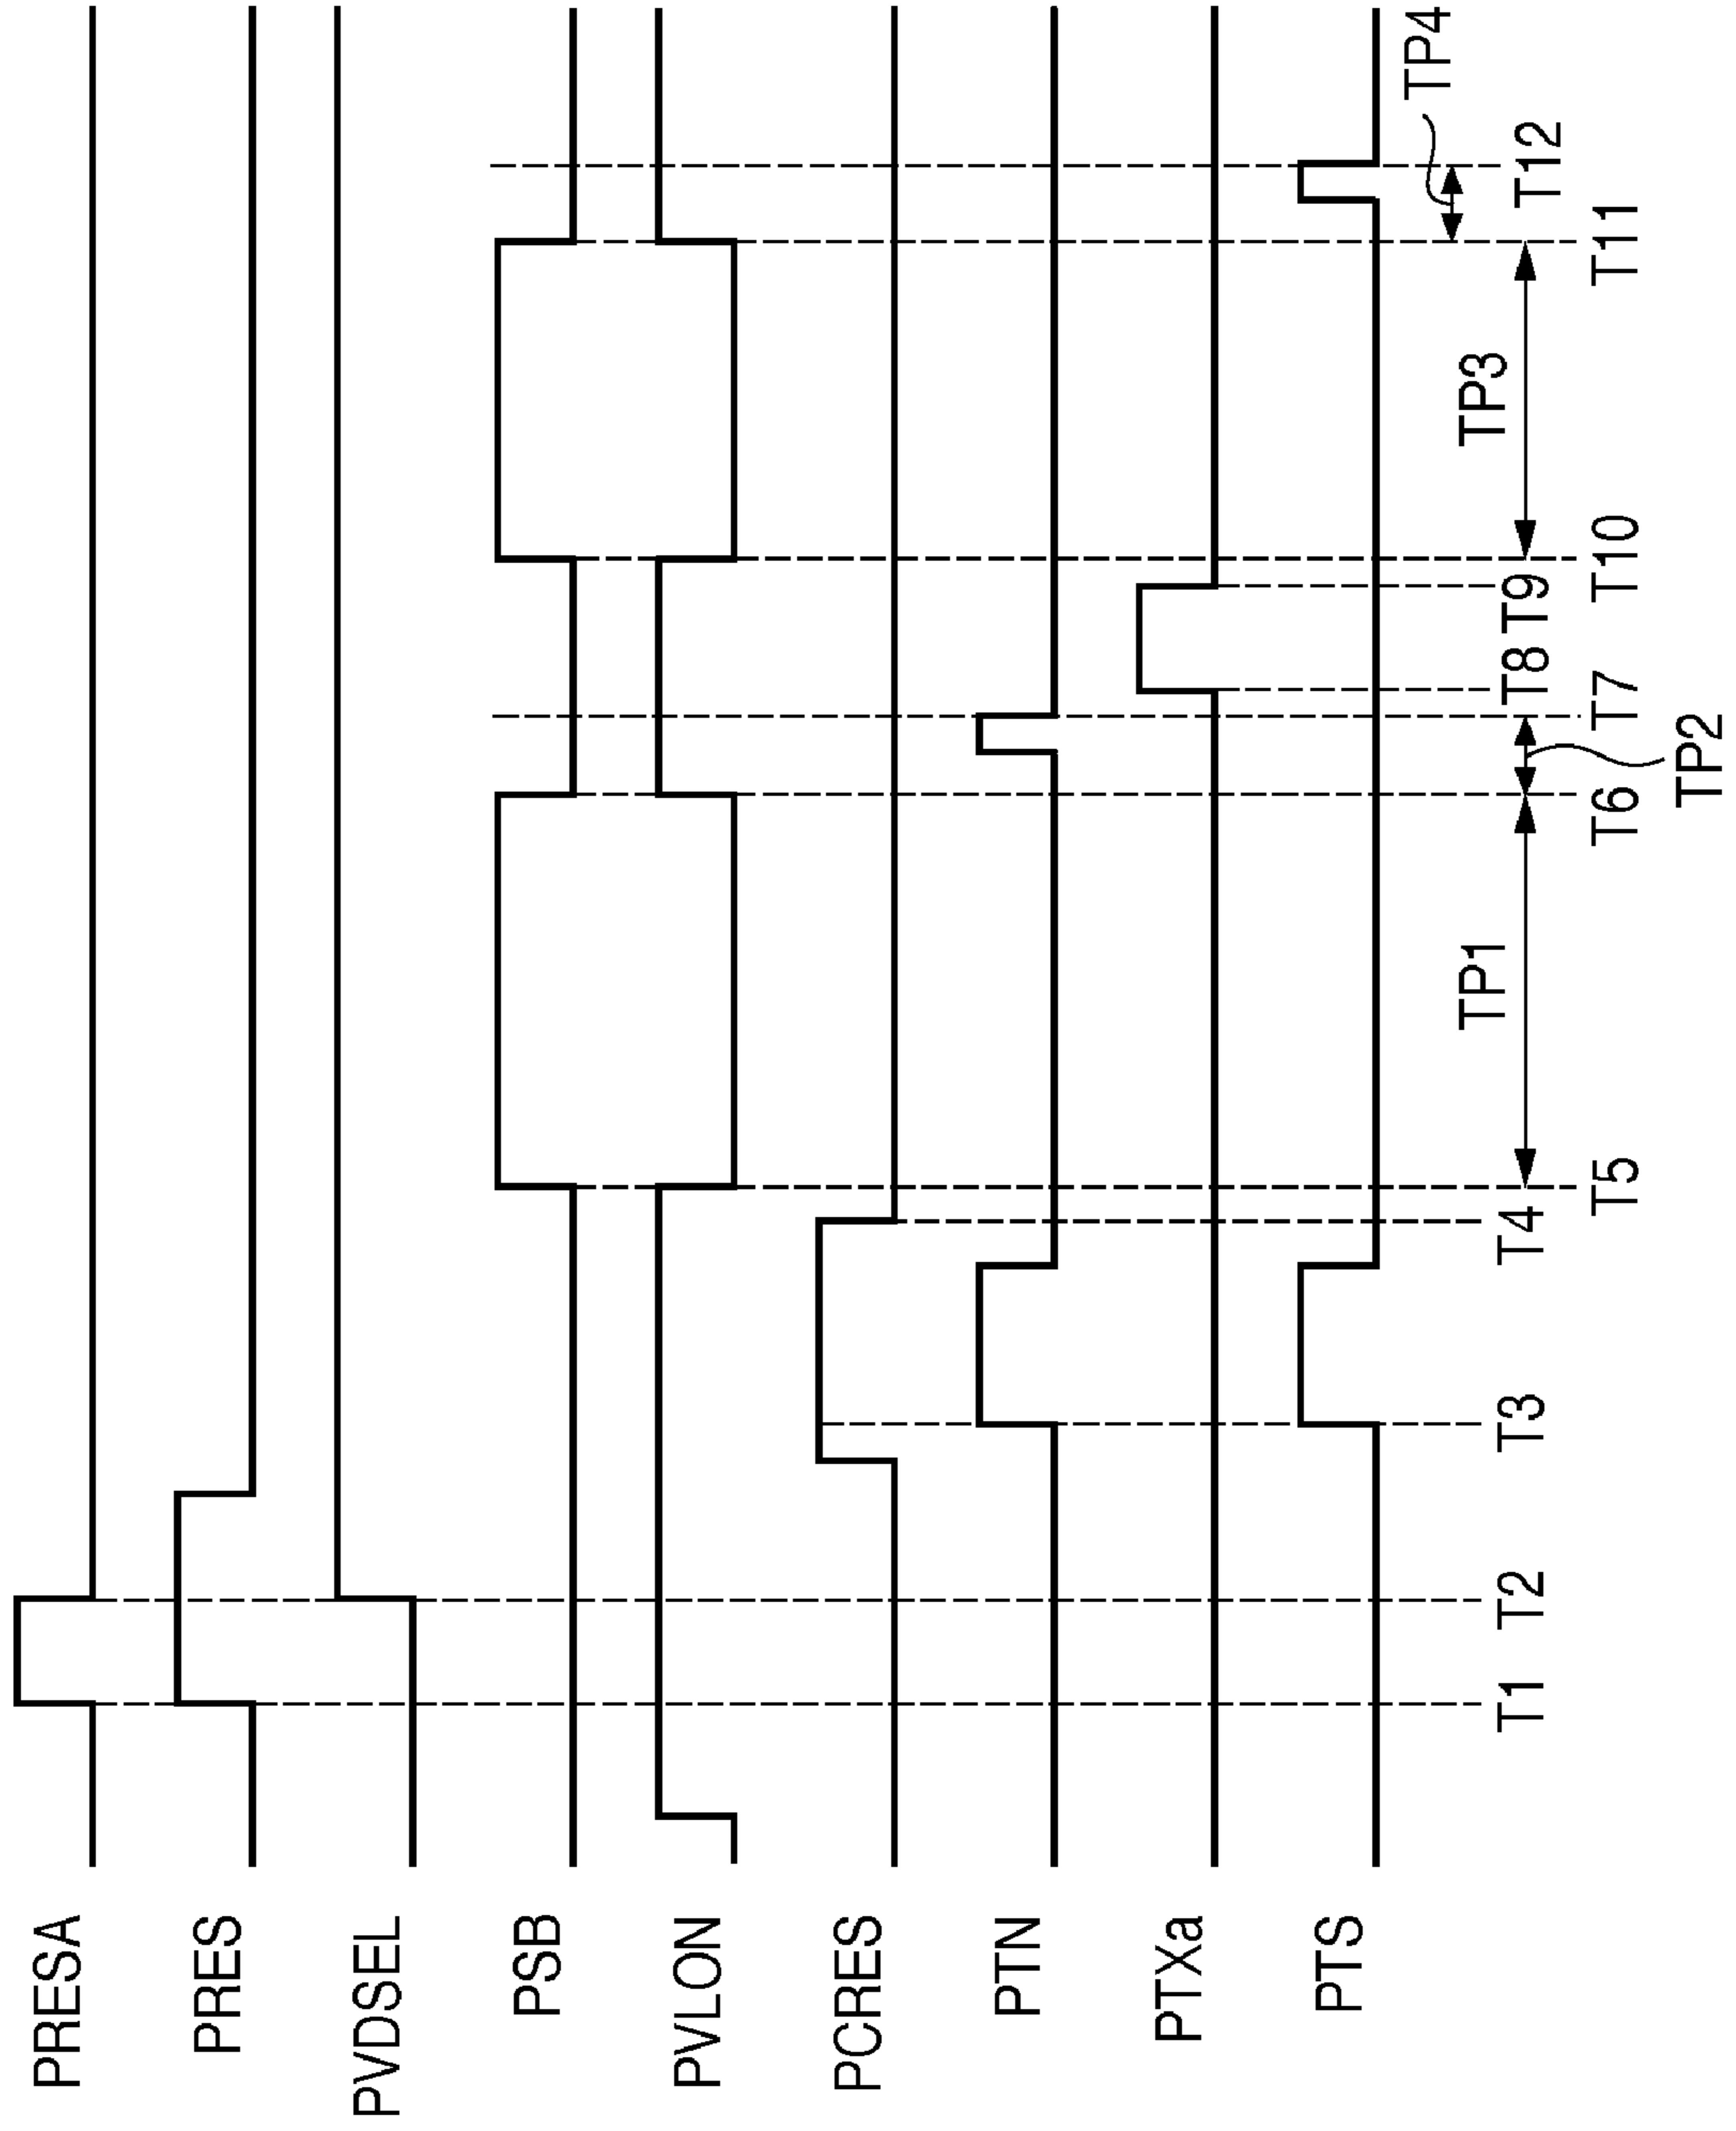 PRESA
PRES
PVDSEL
PSB
PVLON
PCRES
PTN
PTXa
PTS
TP4
TP1
TP3
T1
T2
T3
T4
T8
T9
T12
T5
T6
T7
T10
T11
TP2